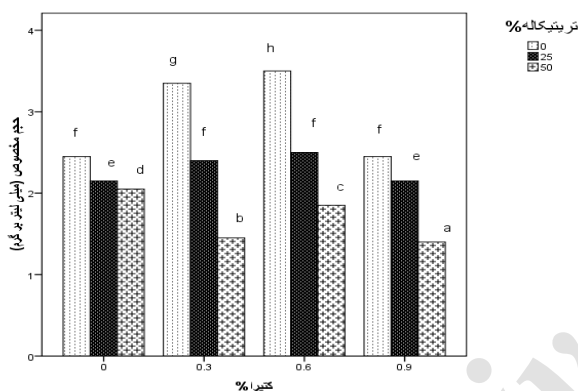 تریتیکاله%
0
25
50
حجم مخصوص (میلی لیتر بر گرم)
4
3
2
1
0
f
e
d
g
f
b
h
f
c
f
e
a
0
0.3
0.6
0.9
کتیرا %